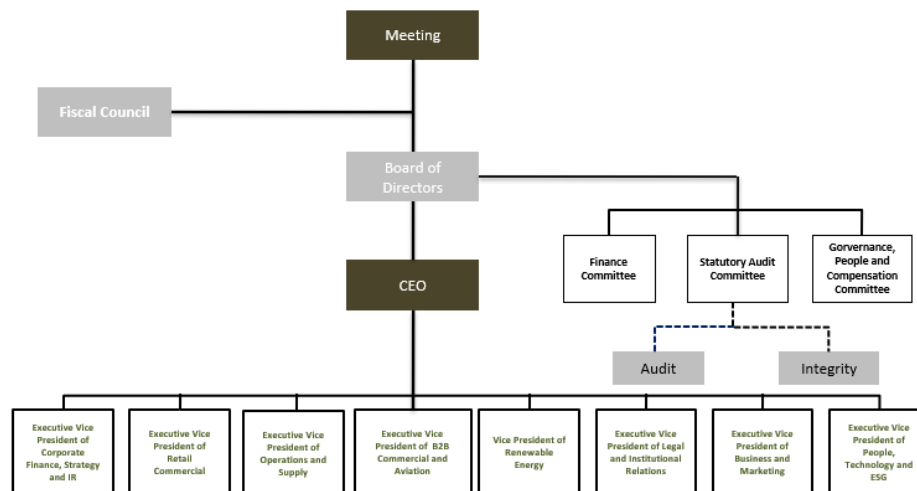 Meeting
Fiscal Council
Board of
Directors
Finance
Committee
Statutory Audit
Committee
Gorvernance,
People and
Compensation
Committee
CEO
Audit
Integrity
Executive Vice
President of
Corporate
Finance, Strategy
and IR
Executive Vice
President of
Retail
Commercial
Executive Vice
President of
Operations and
Supply
Executive Vice
President of B2B
Commercial and
Aviation
Vice President of
Renewable
Energy
Executive Vice
President of Legal
and Institutional
Relations
Executive Vice
President of
Business and
Marketing
Executive Vice
President of
People,
Technology and
ESG